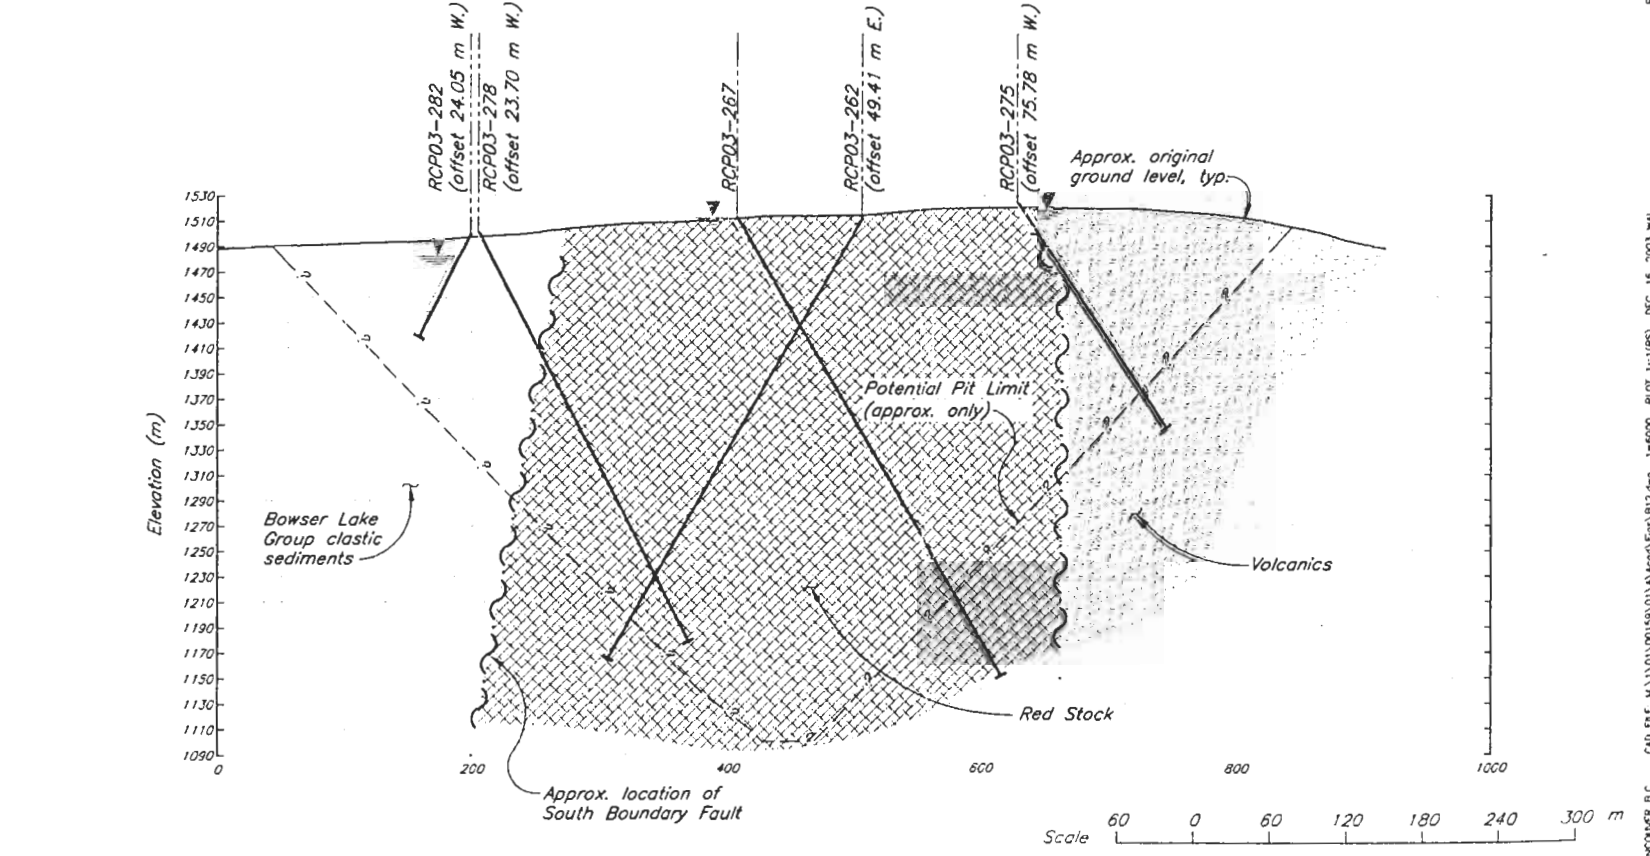 RCP03-282
(offset 24.05 m W.)
RCP03-278
(offset 23.70 m W.)
RCP03-267
RCP03-262
(offset 49.41 m E.)
RCP03-275
(offset 75.78 m W.)
Approx. original
ground level, typ.
1530
1510
1490
1470
1450
1430
1410
1390
1370
1350
1330
1310
1290
1270
1250
1230
1210
1190
1170
1150
1130
1110
1090
Elevation (m)
Potential Pit Limit
(approx. only)
Bowser Lake
Group clastic
sediments
Volcanics
Red Stock
0
200
400
600
800
1000
Approx. location of
South Boundary Fault
Scale
60
0
60
120
180
240
300 m